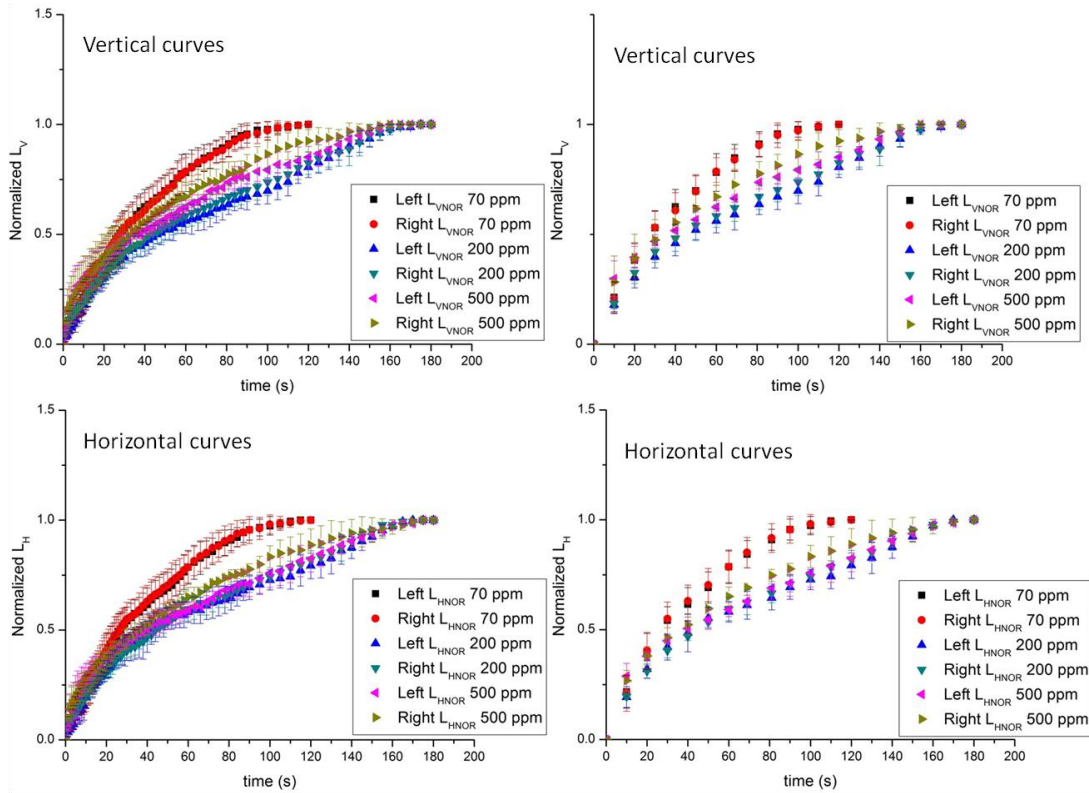 Vertical curves
1.5
1.0
0.5
0.0
Normalized L_V
0 20 40 60 80 100 120 140 160 180 200
time (s)
Left L_VNOR 70 ppm
Right L_VNOR 70 ppm
Left L_VNOR 200 ppm
Right L_VNOR 200 ppm
Left L_VNOR 500 ppm
Right L_VNOR 500 ppm
Vertical curves
1.5
1.0
0.5
0.0
Normalized L_V
0 20 40 60 80 100 120 140 160 180 200
time (s)
Left L_VNOR 70 ppm
Right L_VNOR 70 ppm
Left L_VNOR 200 ppm
Right L_VNOR 200 ppm
Left L_VNOR 500 ppm
Right L_VNOR 500 ppm
Horizontal curves
1.5
1.0
0.5
0.0
Normalized L_H
0 20 40 60 80 100 120 140 160 180 200
time (s)
Left L_HNOR 70 ppm
Right L_HNOR 70 ppm
Left L_HNOR 200 ppm
Right L_HNOR 200 ppm
Left L_HNOR 500 ppm
Right L_HNOR 500 ppm
Horizontal curves
1.5
1.0
0.5
0.0
Normalized L_H
0 20 40 60 80 100 120 140 160 180 200
time (s)
Left L_HNOR 70 ppm
Right L_HNOR 70 ppm
Left L_HNOR 200 ppm
Right L_HNOR 200 ppm
Left L_HNOR 500 ppm
Right L_HNOR 500 ppm